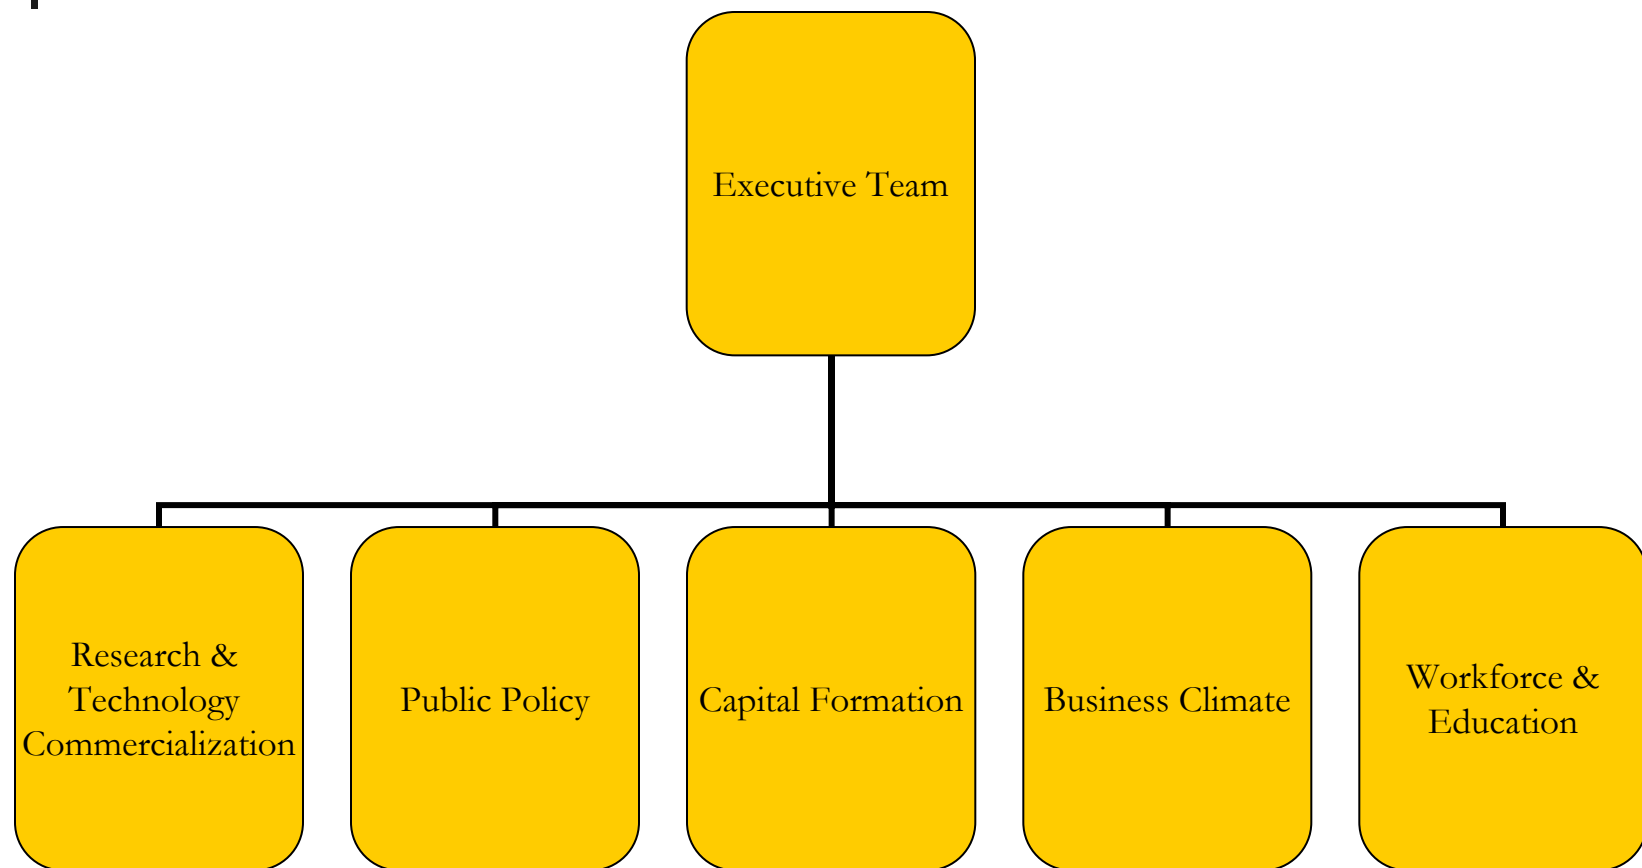 Executive Team
Research &
Technology
Commercialization
Public Policy
Capital Formation
Business Climate
Workforce &
Education